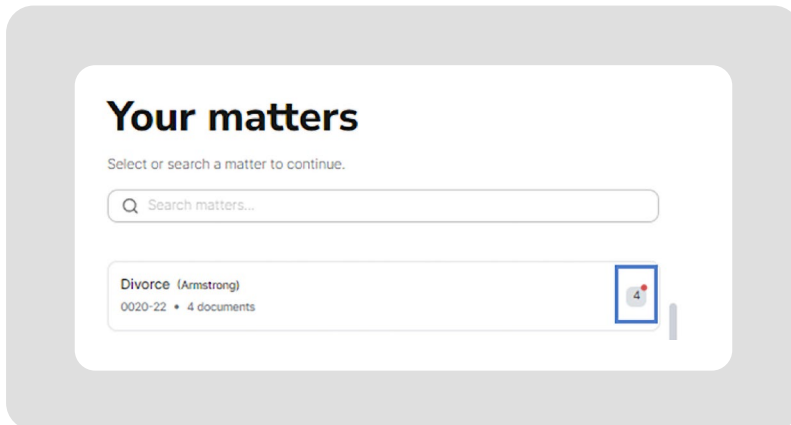 Your matters
Select or search a matter to continue.
Search matters...
Divorce (Armstrong)
0020-22 • 4 documents
4